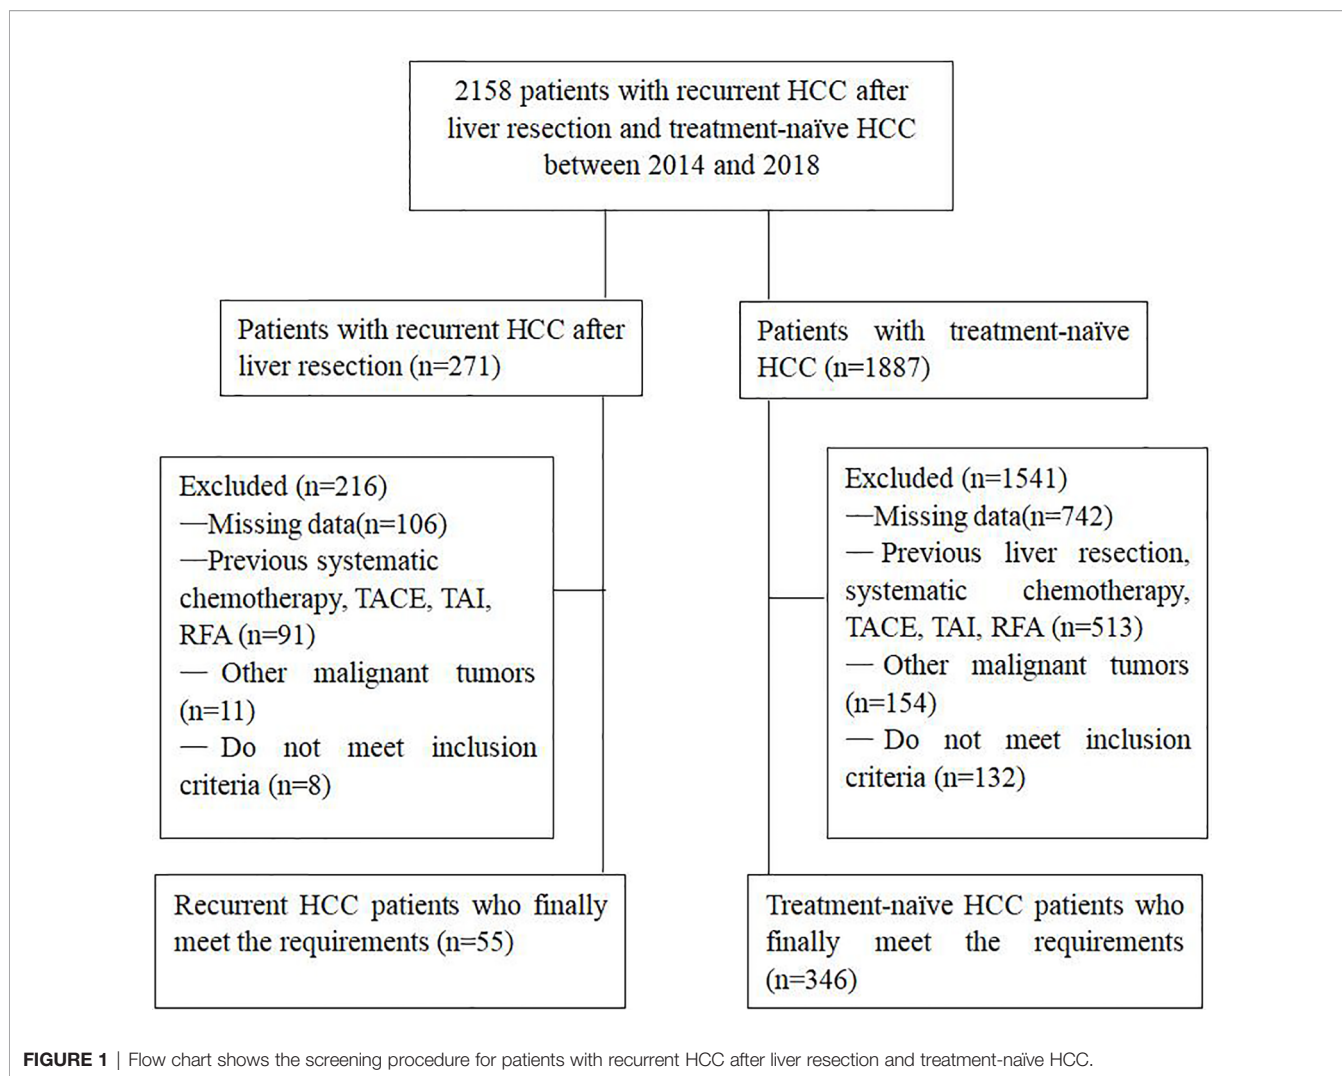 2158 patients with recurrent HCC after
liver resection and treatment-naïve HCC
between 2014 and 2018
Patients with recurrent HCC after
liver resection (n=271)
Patients with treatment-naïve
HCC (n=1887)
Excluded (n=216)
—Missing data(n=106)
—Previous systematic
chemotherapy, TACE, TAI,
RFA (n=91)
— Other malignant tumors
(n=11)
— Do not meet inclusion
criteria (n=8)
Excluded (n=1541)
—Missing data(n=742)
— Previous liver resection,
systematic chemotherapy,
TACE, TAI, RFA (n=513)
— Other malignant tumors
(n=154)
— Do not meet inclusion
criteria (n=132)
Recurrent HCC patients who finally
meet the requirements (n=55)
Treatment-naïve HCC patients who
finally meet the requirements
(n=346)
FIGURE 1 | Flow chart shows the screening procedure for patients with recurrent HCC after liver resection and treatment-naïve HCC.